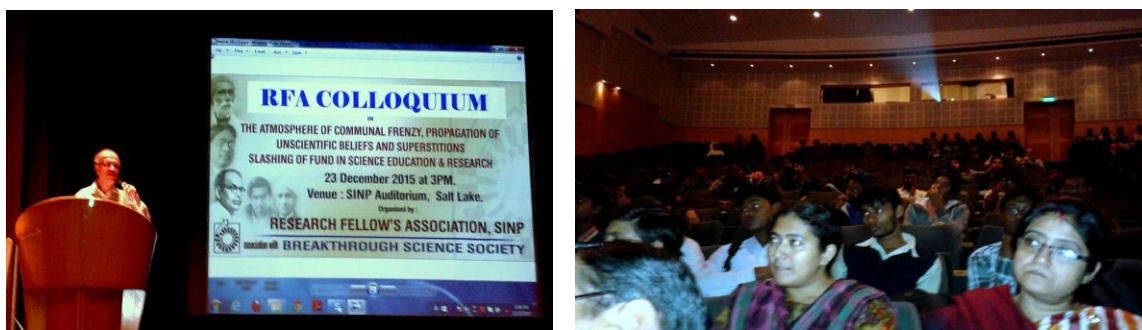 RFA COLLOQUIUM
ON
THE ATMOSPHERE OF COMMUNAL FRENZY, PROPAGATION OF
UNSCIENTIFIC BELIEFS AND SUPERSTITIONS
SLASHING OF FUND IN SCIENCE EDUCATION & RESEARCH
23 December 2015 at 3PM.
Venue : SINP Auditorium, Salt Lake.
Organised by :
RESEARCH FELLOW'S ASSOCIATION, SINP
association with BREAKTHROUGH SCIENCE SOCIETY